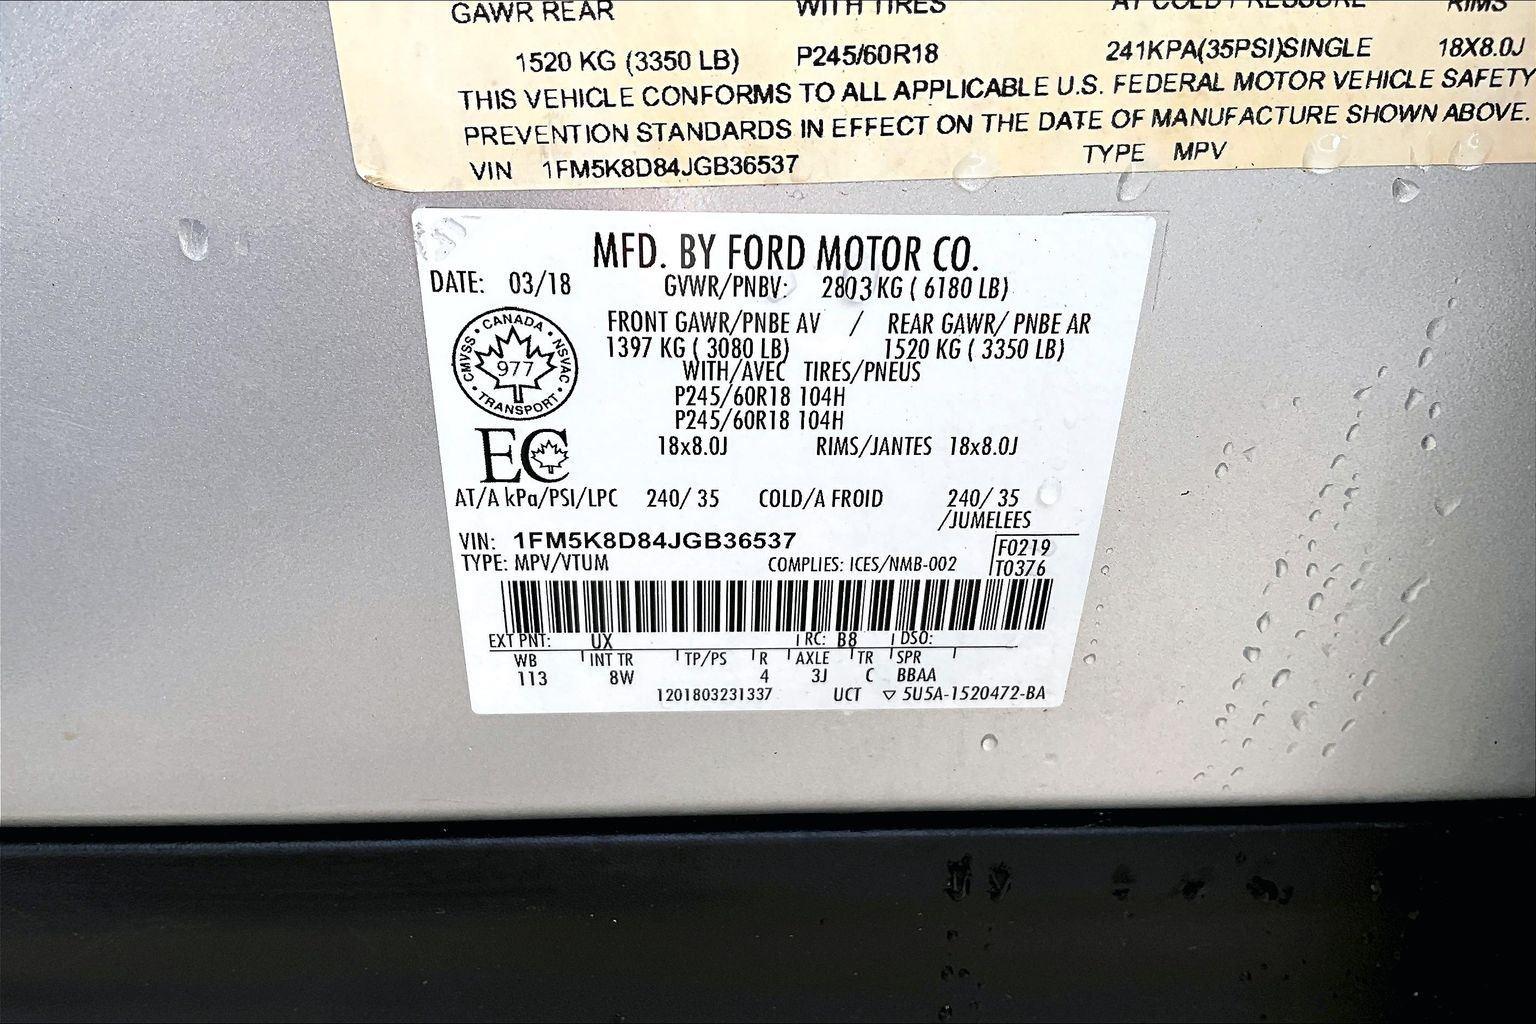 GAWR REAR WITH TIRES AT COLD PRESSURE RIMS
1520 KG (3350 LB) P245/60R18 241KPA(35PSI)SINGLE 18X8.0J
THIS VEHICLE CONFORMS TO ALL APPLICABLE U.S. FEDERAL MOTOR VEHICLE SAFETY
PREVENTION STANDARDS IN EFFECT ON THE DATE OF MANUFACTURE SHOWN ABOVE.
VIN 1FM5K8D84JGB36537 TYPE MPV
MFD. BY FORD MOTOR CO.
DATE: 03/18 GVWR/PNBV: 2803 KG ( 6180 LB)
FRONT GAWR/PNBE AV / REAR GAWR/ PNBE AR
1397 KG ( 3080 LB) 1520 KG ( 3350 LB)
WITH/AVEC TIRES/PNEUS
P245/60R18 104H
P245/60R18 104H
18x8.0J RIMS/JANTES 18x8.0J
CANADA
CMVSS 977 NSVAC
TRANSPORT
EC
AT/A kPa/PSI/LPC 240/ 35 COLD/A FROID 240/ 35
/JUMELEES
VIN: 1FM5K8D84JGB36537 F0219
TYPE: MPV/VTUM COMPLIES: ICES/NMB-002 T0376
EXT PNT: UX RC: B8 DSO:
WB INT TR TP/PS R AXLE TR SPR
113 8W 4 3J C BBAA
1201803231337 UCT ▽ 5U5A-1520472-BA